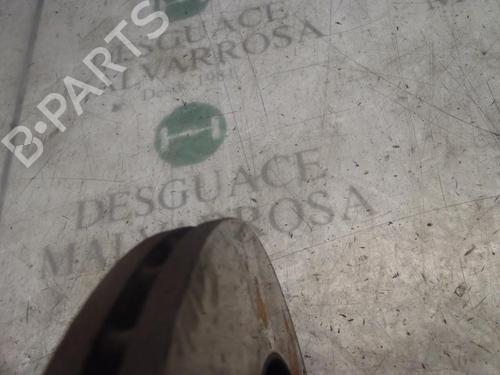 DESGUACE
MALVARROSA
Desde 1981
B-PARTS
DESGUACE
MALVARROSA